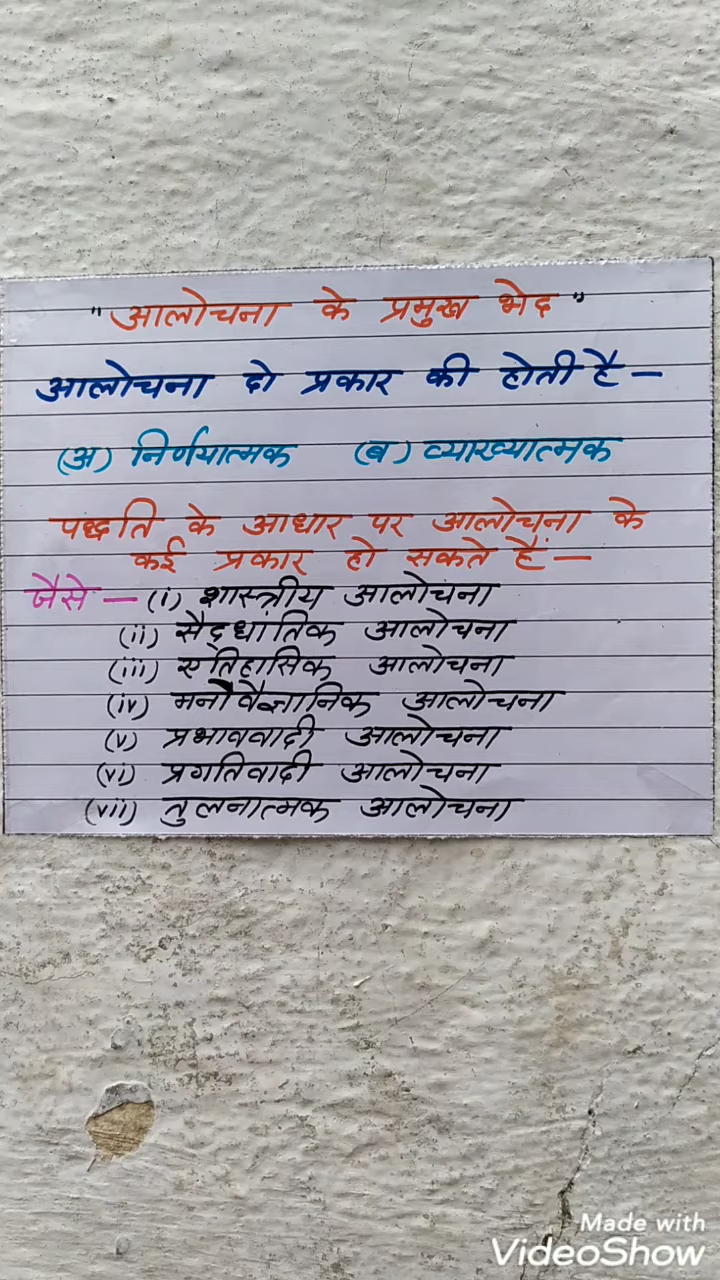 "आलोचना के प्रमुख भेद"
आलोचना दो प्रकार की होती है —
(अ) निर्णयात्मक (ब) व्याख्यात्मक
पद्धति के आधार पर आलोचना के
कई प्रकार हो सकते हैं —
जैसे — (i) शास्त्रीय आलोचना
(ii) सैद्धांतिक आलोचना
(iii) एतिहासिक आलोचना
(iv) मनोवैज्ञानिक आलोचना
(v) प्रभाववादी आलोचना
(vi) प्रगतिवादी आलोचना
(vii) तुलनात्मक आलोचना
Made with
VideoShow